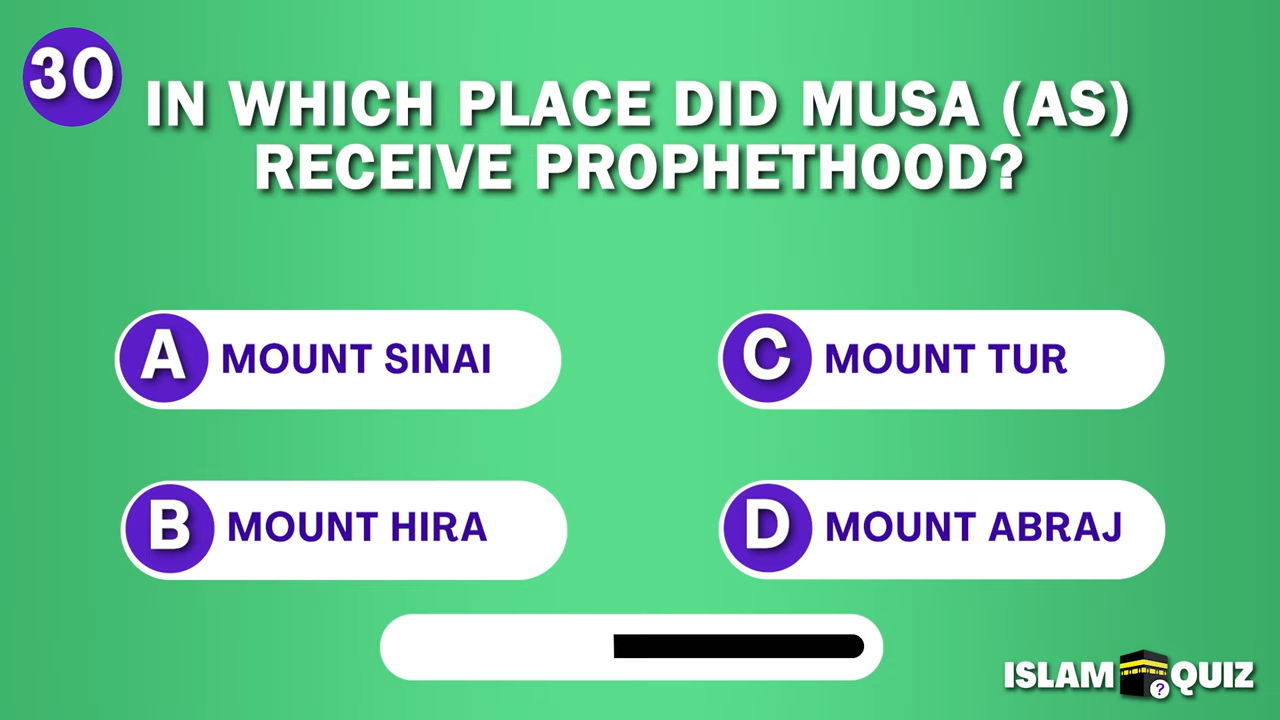 30
IN WHICH PLACE DID MUSA (AS)
RECEIVE PROPHETHOOD?
A MOUNT SINAI
C MOUNT TUR
B MOUNT HIRA
D MOUNT ABRAJ
ISLAM ? QUIZ